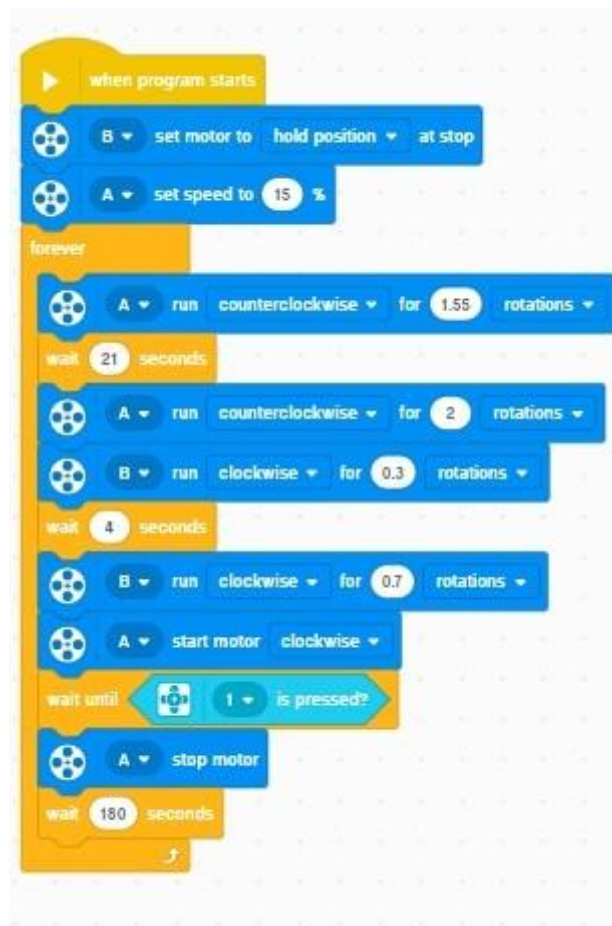 when program starts
B set motor to hold position at stop
A set speed to 15 %
forever
A run counterclockwise for 1.55 rotations
wait 21 seconds
A run counterclockwise for 2 rotations
B run clockwise for 0.3 rotations
wait 4 seconds
B run clockwise for 0.7 rotations
A start motor clockwise
wait until 1 is pressed?
A stop motor
wait 180 seconds